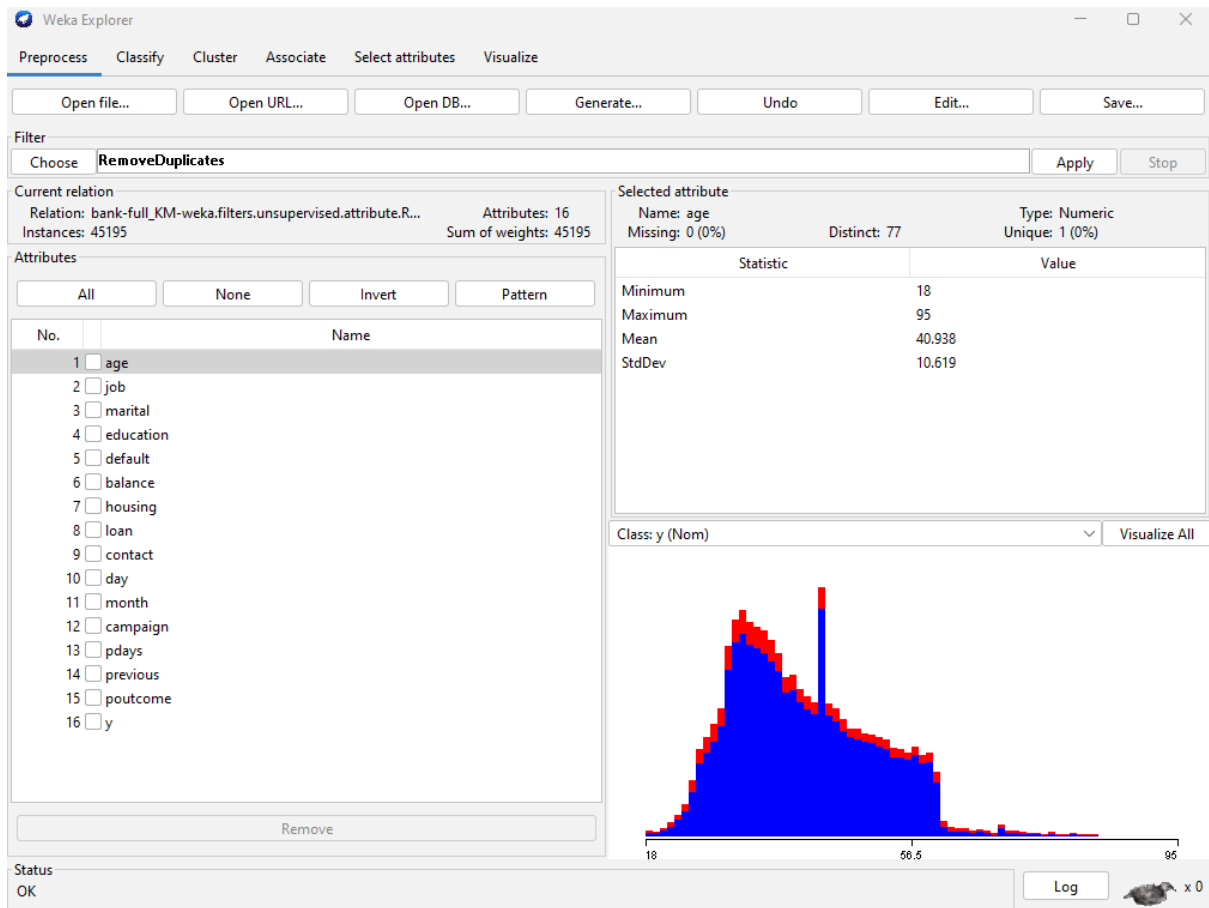 Weka Explorer
Preprocess Classify Cluster Associate Select attributes Visualize
Open file... Open URL... Open DB... Generate... Undo Edit... Save...
Filter
Choose RemoveDuplicates Apply Stop
Current relation
Relation: bank-full_KM-weka.filters.unsupervised.attribute.R... Attributes: 16
Instances: 45195 Sum of weights: 45195
Attributes
All None Invert Pattern
No. Name
1 age
2 job
3 marital
4 education
5 default
6 balance
7 housing
8 loan
9 contact
10 day
11 month
12 campaign
13 pdays
14 previous
15 poutcome
16 y
Remove
Selected attribute
Name: age Type: Numeric
Missing: 0 (0%) Distinct: 77 Unique: 1 (0%)
Statistic Value
Minimum 18
Maximum 95
Mean 40.938
StdDev 10.619
Class: y (Nom) Visualize All
18 56.5 95
Status
OK Log x 0